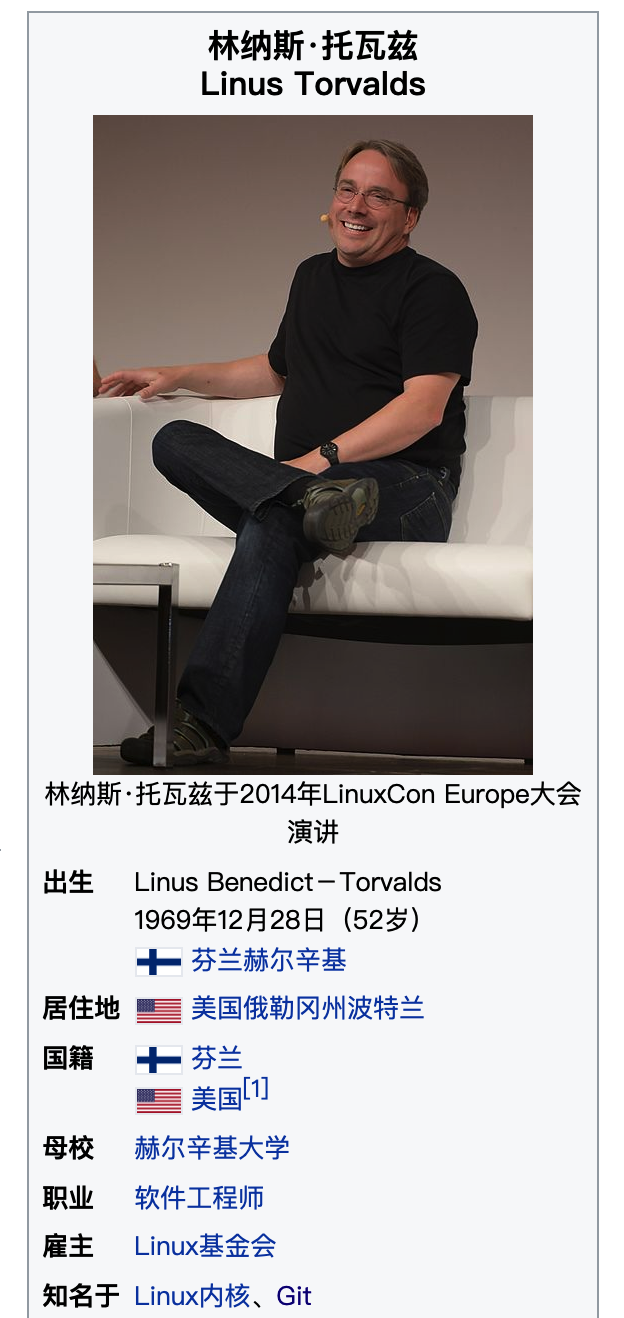 林纳斯·托瓦兹
Linus Torvalds
林纳斯·托瓦兹于2014年LinuxCon Europe大会
演讲
出生 Linus Benedict－Torvalds
1969年12月28日（52岁）
芬兰赫尔辛基
居住地 美国俄勒冈州波特兰
国籍 芬兰
美国[1]
母校 赫尔辛基大学
职业 软件工程师
雇主 Linux基金会
知名于 Linux内核、Git